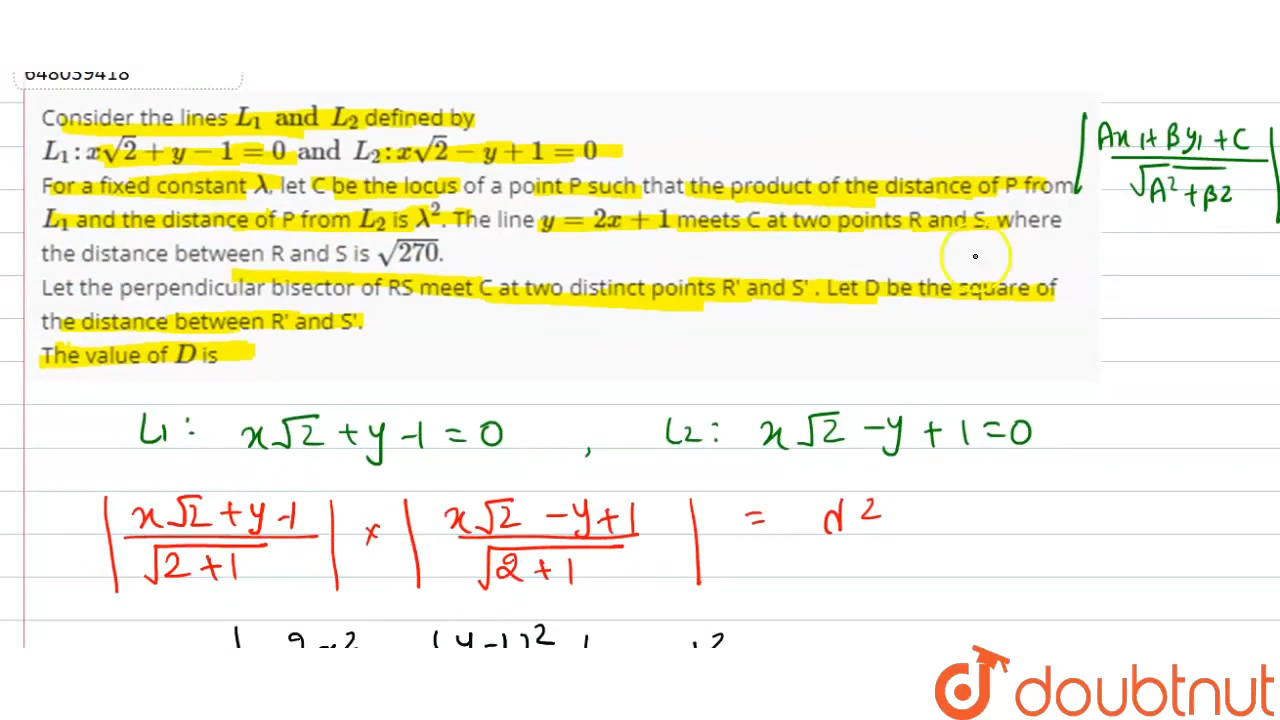 648039418
Consider the lines L₁ and L₂ defined by
L₁ : x√2 + y − 1 = 0 and L₂ : x√2 − y + 1 = 0
For a fixed constant λ, let C be the locus of a point P such that the product of the distance of P from
L₁ and the distance of P from L₂ is λ². The line y = 2x + 1 meets C at two points R and S, where
the distance between R and S is √270.
Let the perpendicular bisector of RS meet C at two distinct points R' and S' . Let D be the square of
the distance between R' and S'.
The value of D is
|Ax₁ + By₁ + C / √A² + B²|
L₁ : x√2 + y − 1 = 0 , L₂ : x√2 − y + 1 = 0
|x√2 + y − 1 / √2 + 1| × |x√2 − y + 1 / √2 + 1| = λ²
doubtnut